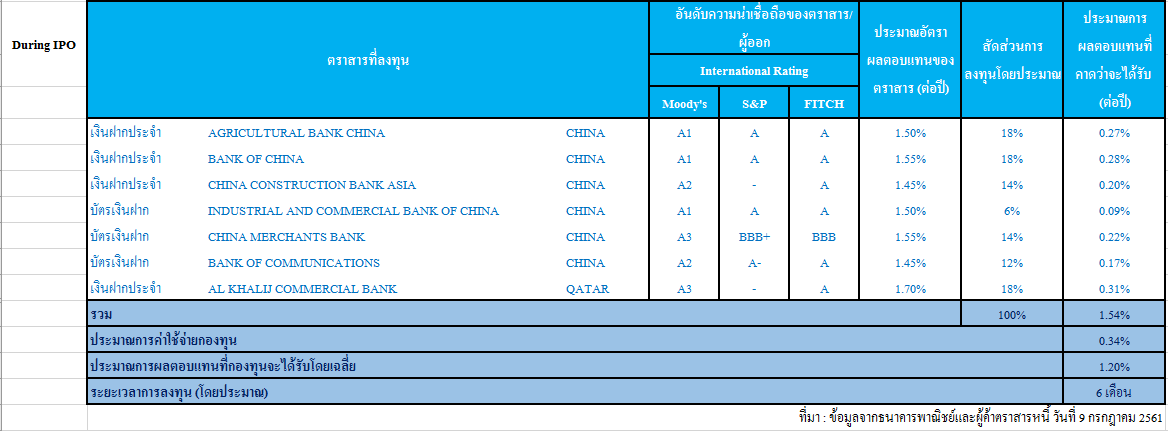 During IPO
ตราสารที่ลงทุน
อันดับความน่าเชื่อถือของตราสาร/
ผู้ออก
International Rating
Moody's S&P FITCH
ประมาณอัตรา
ผลตอบแทนของ
ตราสาร (ต่อปี)
สัดส่วนการ
ลงทุนโดยประมาณ
ประมาณการ
ผลตอบแทนที่
คาดว่าจะได้รับ
(ต่อปี)
เงินฝากประจำ AGRICULTURAL BANK CHINA CHINA A1 A A 1.50% 18% 0.27%
เงินฝากประจำ BANK OF CHINA CHINA A1 A A 1.55% 18% 0.28%
เงินฝากประจำ CHINA CONSTRUCTION BANK ASIA CHINA A2 - A 1.45% 14% 0.20%
บัตรเงินฝาก INDUSTRIAL AND COMMERCIAL BANK OF CHINA CHINA A1 A A 1.50% 6% 0.09%
บัตรเงินฝาก CHINA MERCHANTS BANK CHINA A3 BBB+ BBB 1.55% 14% 0.22%
บัตรเงินฝาก BANK OF COMMUNICATIONS CHINA A2 A- A 1.45% 12% 0.17%
เงินฝากประจำ AL KHALIJ COMMERCIAL BANK QATAR A3 - A 1.70% 18% 0.31%
รวม 100% 1.54%
ประมาณการค่าใช้จ่ายกองทุน 0.34%
ประมาณการผลตอบแทนที่กองทุนจะได้รับโดยเฉลี่ย 1.20%
ระยะเวลาการลงทุน (โดยประมาณ) 6 เดือน
ที่มา : ข้อมูลจากธนาคารพาณิชย์และผู้ค้าตราสารหนี้ วันที่ 9 กรกฎาคม 2561